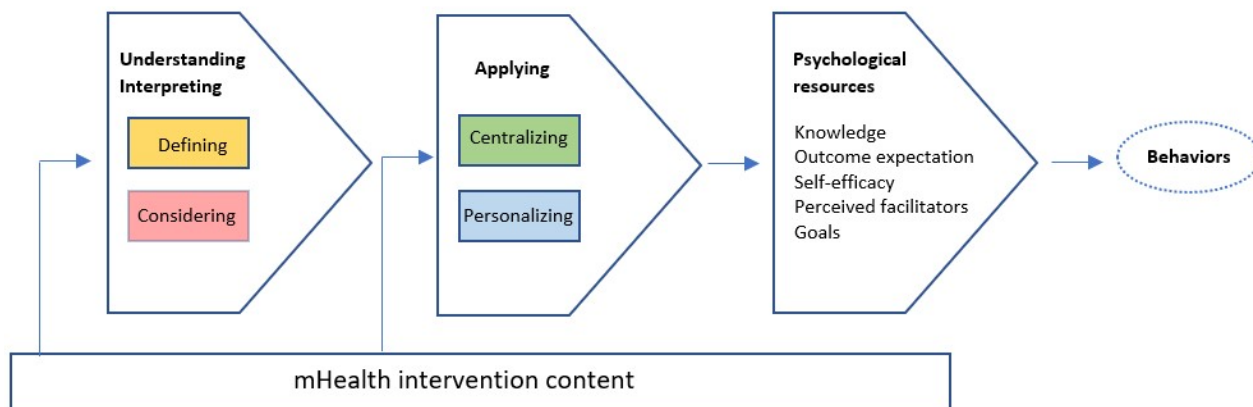 Understanding
Interpreting
Defining
Considering
Applying
Centralizing
Personalizing
Psychological
resources
Knowledge
Outcome expectation
Self-efficacy
Perceived facilitators
Goals
Behaviors
mHealth intervention content